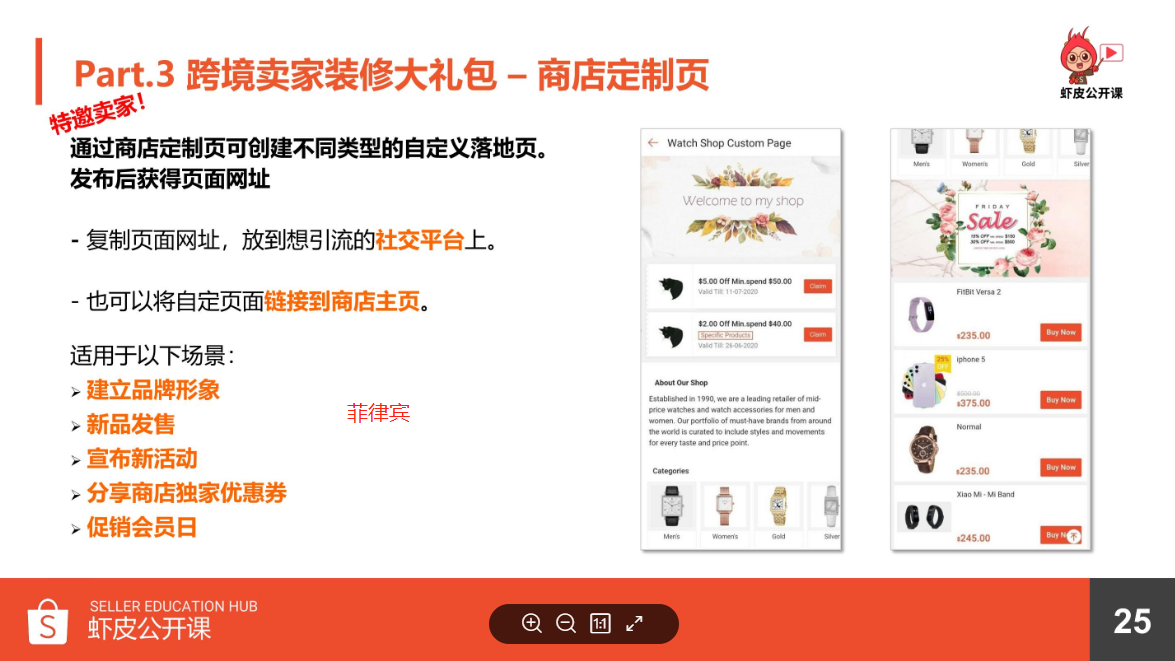 Part.3 跨境卖家装修大礼包 – 商店定制页
虾皮公开课
特邀卖家！
通过商店定制页可创建不同类型的自定义落地页。
发布后获得页面网址
- 复制页面网址，放到想引流的社交平台上。
- 也可以将自定页面链接到商店主页。
适用于以下场景：
➢ 建立品牌形象
➢ 新品发售
➢ 宣布新活动
➢ 分享商店独家优惠券
➢ 促销会员日
菲律宾
Watch Shop Custom Page
Welcome to my shop
$5.00 Off Min.spend $50.00
Valid Till: 11-07-2020
Claim
$2.00 Off Min.spend $40.00
Specific Products
Valid Till: 26-06-2020
Claim
About Our Shop
Established in 1990, we are a leading retailer of mid-
price watches and watch accessories for men and
women. Our portfolio of must-have brands from around
the world is curated to include styles and movements
for every taste and price point.
Categories
Men's
Women's
Gold
Silver
Men's
Women's
Gold
Silver
FRIDAY
Sale
FitBit Versa 2
$235.00
Buy Now
25%
OFF
iphone 5
$500.00
$375.00
Buy Now
Normal
$235.00
Buy Now
Xiao Mi - Mi Band
$245.00
Buy
S
SELLER EDUCATION HUB
虾皮公开课
1:1
25